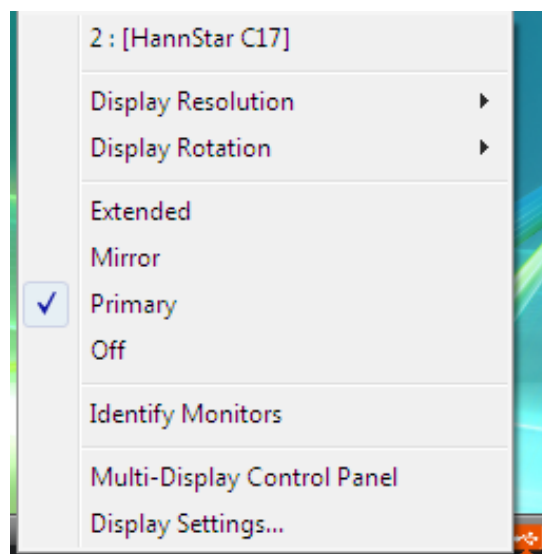 2 : [HannStar C17]
Display Resolution
Display Rotation
Extended
Mirror
Primary
Off
Identify Monitors
Multi-Display Control Panel
Display Settings...